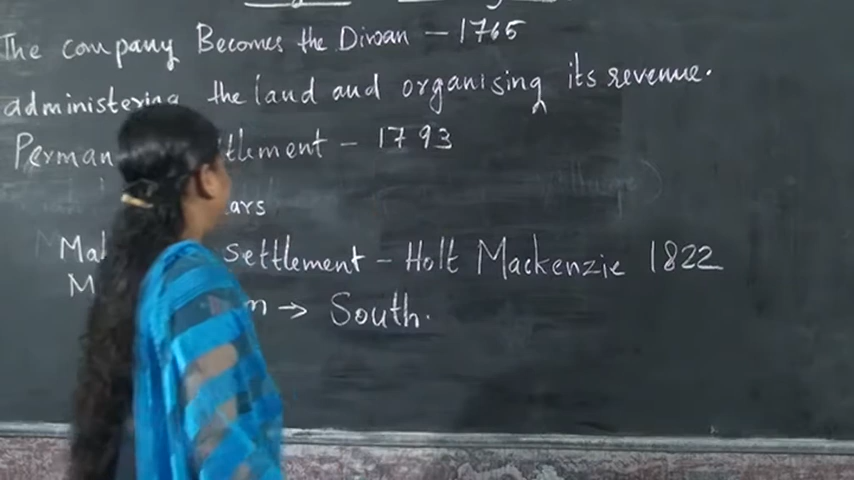 The company Becomes the Diwan – 1765
administering the land and organising its revenue.
Perman tlement – 1793
ars
Mal settlement – Holt Mackenzie 1822
M m → South.